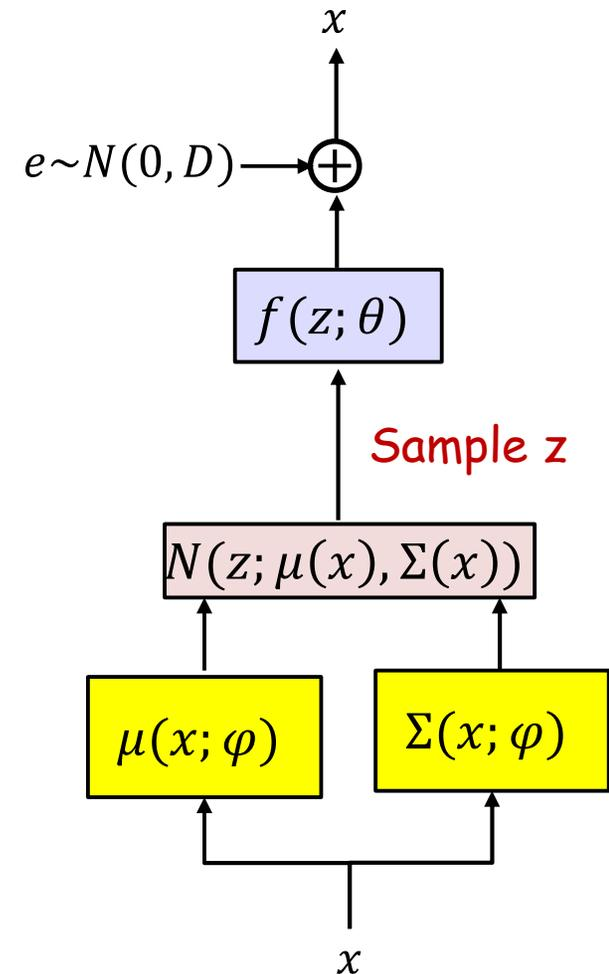 x
e~N(0, D)
+
f(z; θ)
Sample z
N(z; μ(x), Σ(x))
μ(x; φ)
Σ(x; φ)
x